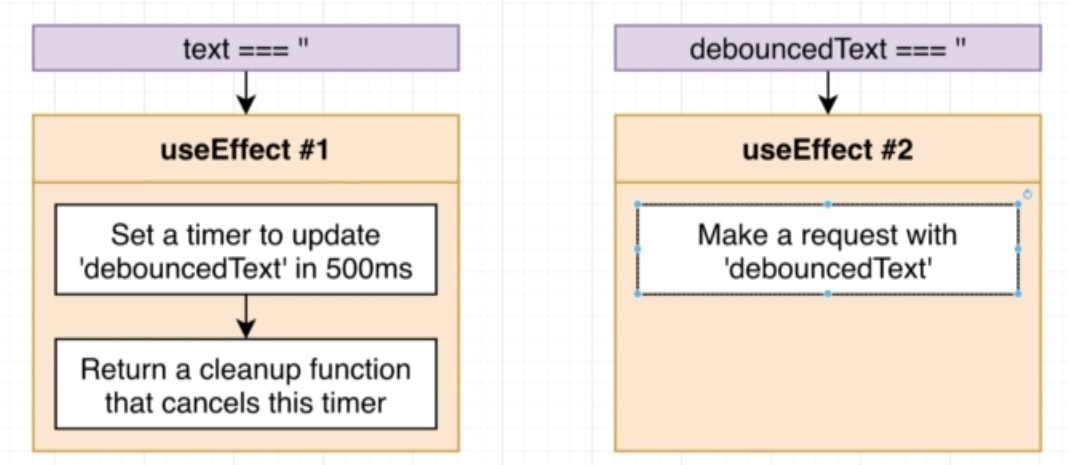 text === ''
debouncedText === ''
useEffect #1
useEffect #2
Set a timer to update
'debouncedText' in 500ms
Make a request with
'debouncedText'
Return a cleanup function
that cancels this timer